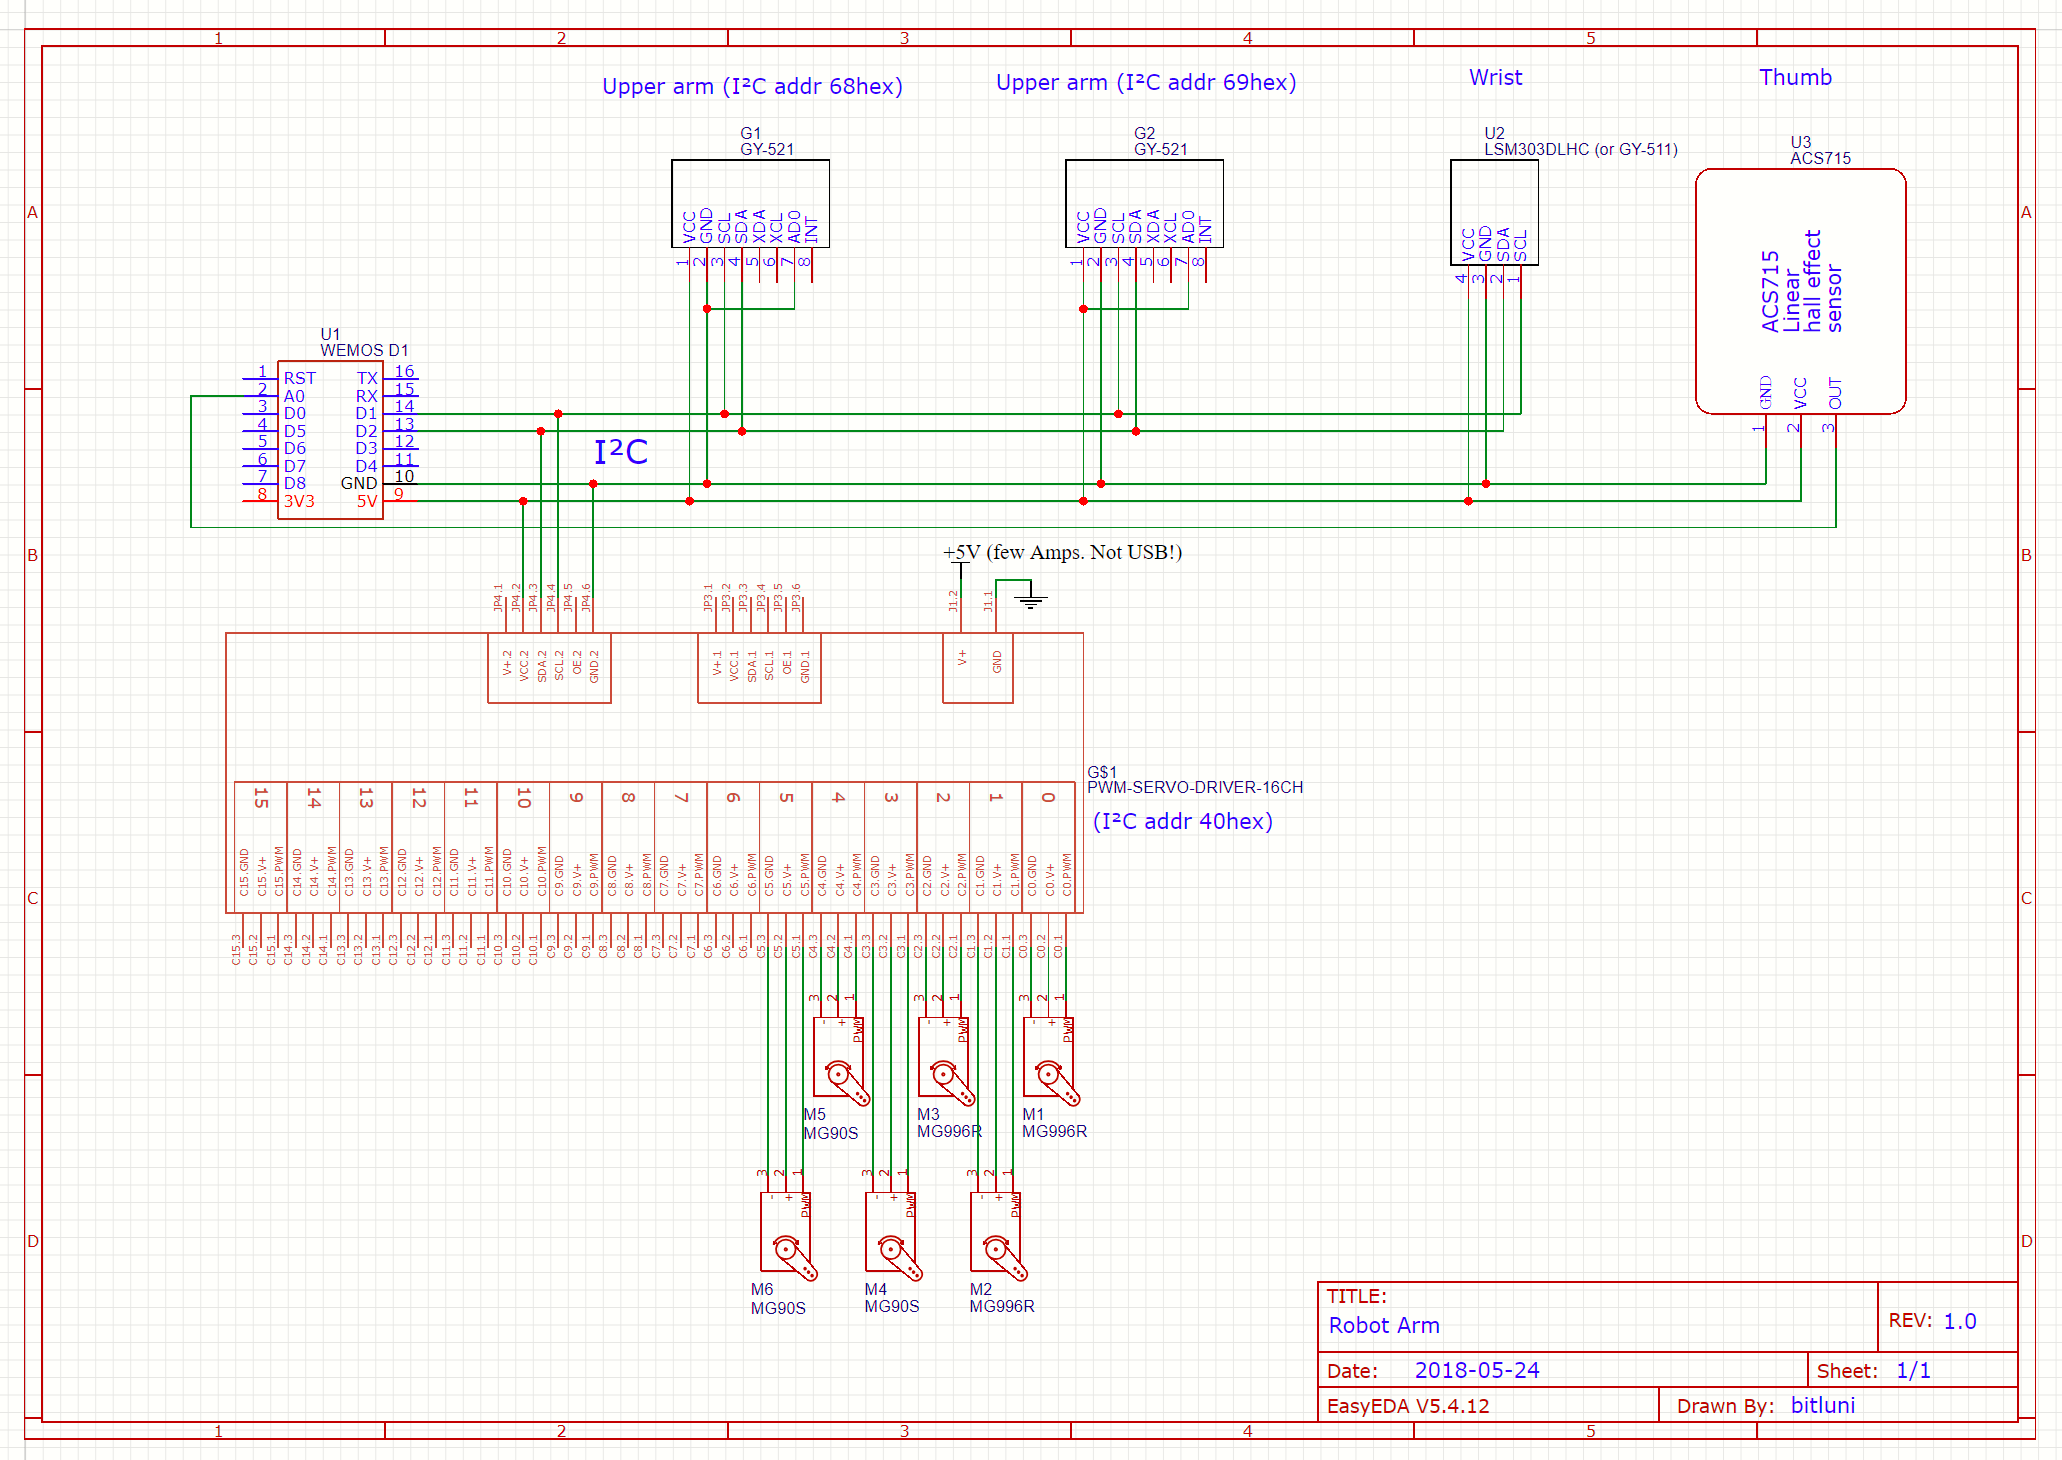 1 2 3 4 5
Upper arm (I²C addr 68hex)
Upper arm (I²C addr 69hex)
Wrist
Thumb
G1
GY-521
G2
GY-521
U2
LSM303DLHC (or GY-511)
U3
ACS715
A
A
VCC GND SCL SDA XDA XCL AD0 INT
1 2 3 4 5 6 7 8
VCC GND SCL SDA XDA XCL AD0 INT
1 2 3 4 5 6 7 8
VCC GND SDA SCL
4 3 2 1
ACS715
Linear
hall effect
sensor
GND VCC OUT
1 2 3
U1
WEMOS D1
1 RST TX 16
2 A0 RX 15
3 D0 D1 14
4 D5 D2 13
5 D6 D3 12
6 D7 D4 11
7 D8 GND 10
8 3V3 5V 9
I²C
B
B
+5V (few Amps. Not USB!)
JP4.1 JP4.2 JP4.3 JP4.4 JP4.5 JP4.6
JP3.1 JP3.2 JP3.3 JP3.4 JP3.5 JP3.6
J1.2 J1.1
V+.2 VCC.2 SDA.2 SCL.2 OE.2 GND.2
V+.1 VCC.1 SDA.1 SCL.1 OE.1 GND.1
V+ GND
G$1
PWM-SERVO-DRIVER-16CH
(I²C addr 40hex)
15 14 13 12 11 10 9 8 7 6 5 4 3 2 1 0
C15.GND C15.V+ C15.PWM C14.GND C14.V+ C14.PWM C13.GND C13.V+ C13.PWM C12.GND C12.V+ C12.PWM C11.GND C11.V+ C11.PWM C10.GND C10.V+ C10.PWM C9.GND C9.V+ C9.PWM C8.GND C8.V+ C8.PWM C7.GND C7.V+ C7.PWM C6.GND C6.V+ C6.PWM C5.GND C5.V+ C5.PWM C4.GND C4.V+ C4.PWM C3.GND C3.V+ C3.PWM C2.GND C2.V+ C2.PWM C1.GND C1.V+ C1.PWM C0.GND C0.V+ C0.PWM
C
C
C15.3 C15.2 C15.1 C14.3 C14.2 C14.1 C13.3 C13.2 C13.1 C12.3 C12.2 C12.1 C11.3 C11.2 C11.1 C10.3 C10.2 C10.1 C9.3 C9.2 C9.1 C8.3 C8.2 C8.1 C7.3 C7.2 C7.1 C6.3 C6.2 C6.1 C5.3 C5.2 C5.1 C4.3 C4.2 C4.1 C3.3 C3.2 C3.1 C2.3 C2.2 C2.1 C1.3 C1.2 C1.1 C0.3 C0.2 C0.1
3 2 1
- + PWM
M5
MG90S
3 2 1
- + PWM
M3
MG996R
3 2 1
- + PWM
M1
MG996R
3 2 1
- + PWM
M6
MG90S
3 2 1
- + PWM
M4
MG90S
3 2 1
- + PWM
M2
MG996R
D
D
TITLE:
Robot Arm
REV: 1.0
Date: 2018-05-24
Sheet: 1/1
EasyEDA V5.4.12
Drawn By: bitluni
1 2 3 4 5